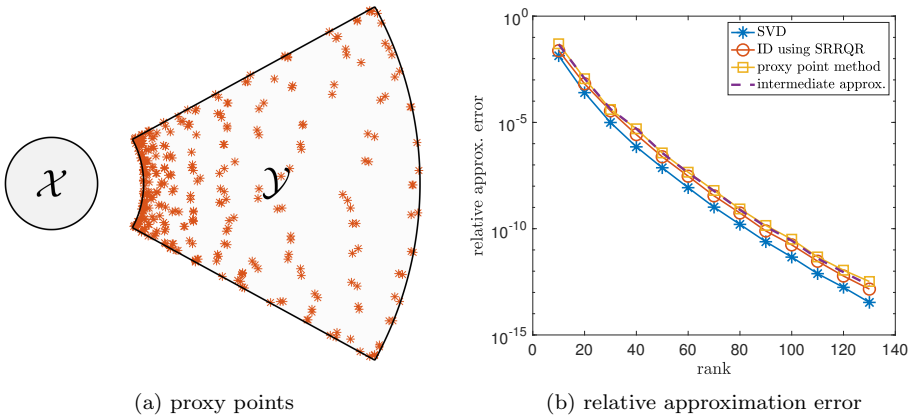 𝒳
𝒴
(a) proxy points
10^0
10^-5
10^-10
10^-15
relative approx. error
SVD
ID using SRRQR
proxy point method
intermediate approx.
0 20 40 60 80 100 120 140
rank
(b) relative approximation error